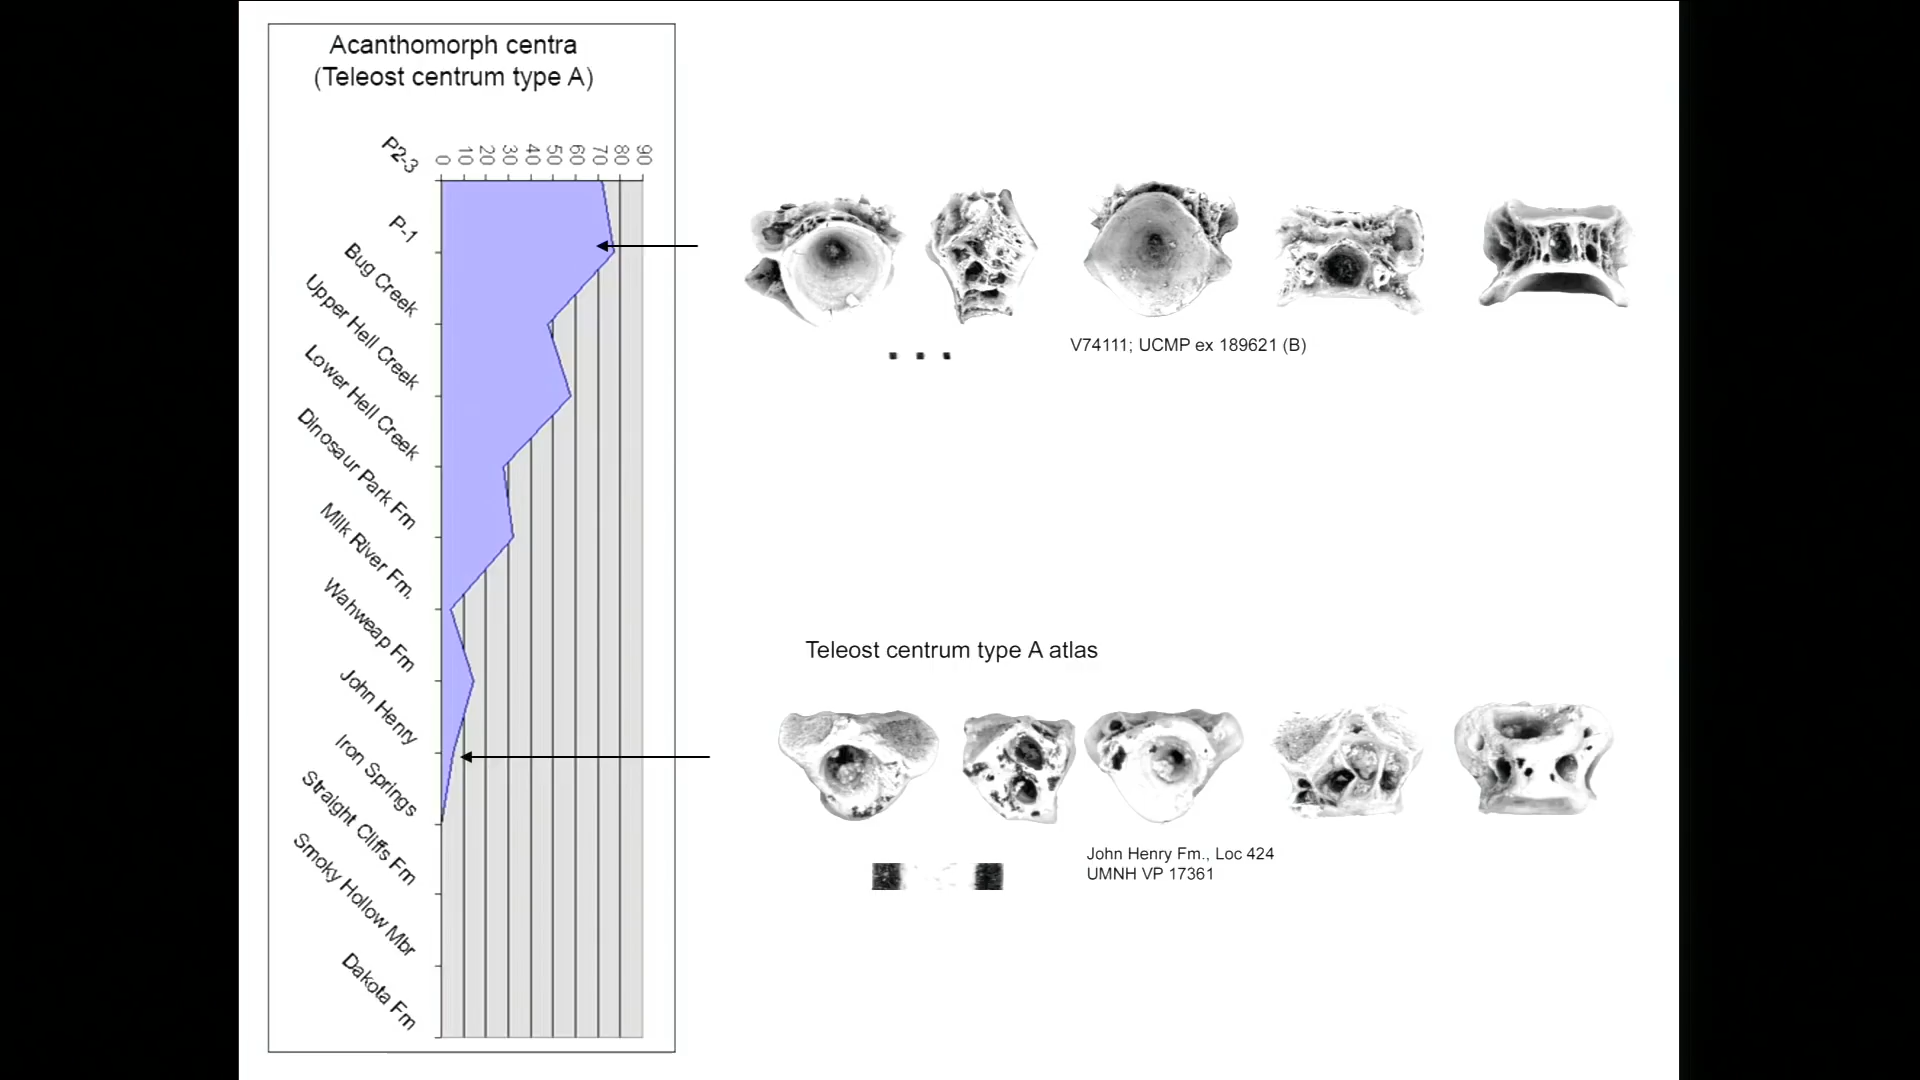 Acanthomorph centra
(Teleost centrum type A)
0 10 20 30 40 50 60 70 80 90
P2-3
P-1
Bug Creek
Upper Hell Creek
Lower Hell Creek
Dinosaur Park Fm
Milk River Fm.
Wahweap Fm
John Henry
Iron Springs
Straight Cliffs Fm
Smoky Hollow Mbr
Dakota Fm
V74111; UCMP ex 189621 (B)
Teleost centrum type A atlas
John Henry Fm., Loc 424
UMNH VP 17361